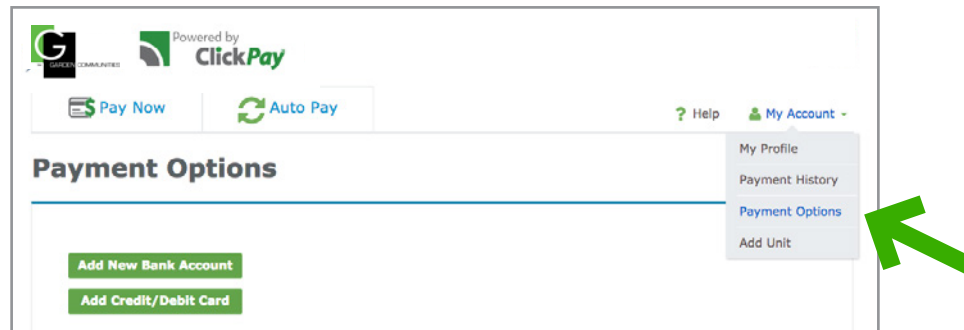 G
GARDEN COMMUNITIES
Powered by
ClickPay
Pay Now
Auto Pay
? Help
My Account
My Profile
Payment Options
Payment History
Payment Options
Add Unit
Add New Bank Account
Add Credit/Debit Card